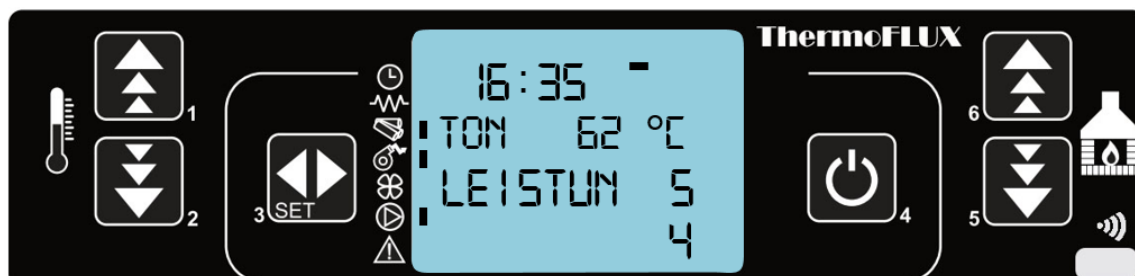 ThermoFLUX
1
2
3 SET
16:35
TON 62 °C
LEISTUN 5
4
4
6
5